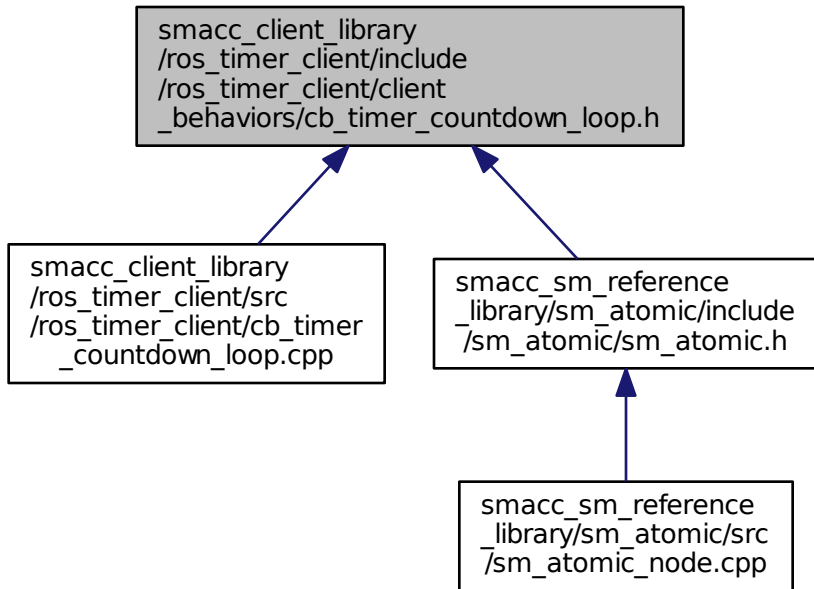 smacc_client_library
/ros_timer_client/include
/ros_timer_client/client
_behaviors/cb_timer_countdown_loop.h
smacc_client_library
/ros_timer_client/src
/ros_timer_client/cb_timer
_countdown_loop.cpp
smacc_sm_reference
_library/sm_atomic/include
/sm_atomic/sm_atomic.h
smacc_sm_reference
_library/sm_atomic/src
/sm_atomic_node.cpp